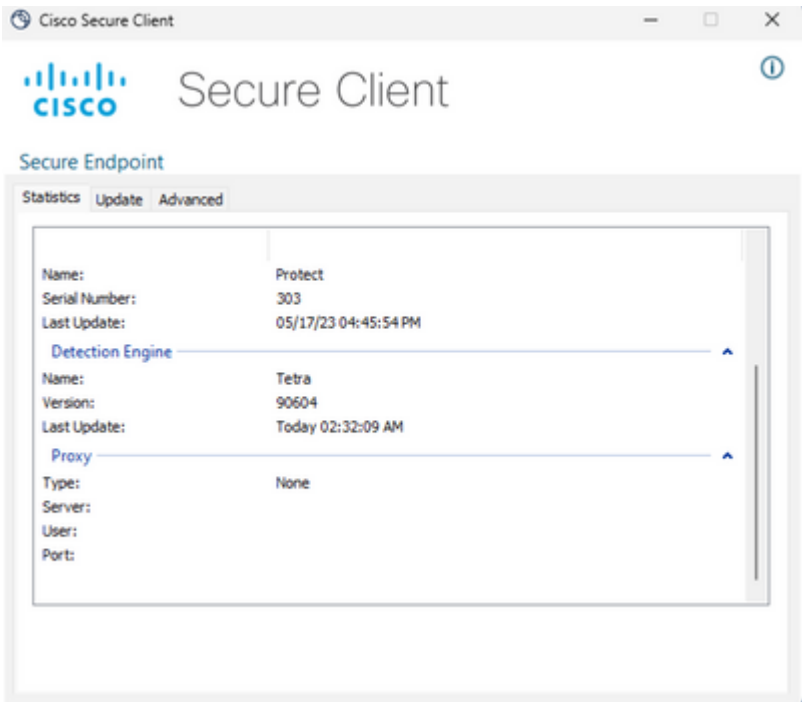 Cisco Secure Client
CISCO Secure Client
Secure Endpoint
Statistics Update Advanced
Name: Protect
Serial Number: 303
Last Update: 05/17/23 04:45:54 PM
Detection Engine
Name: Tetra
Version: 90604
Last Update: Today 02:32:09 AM
Proxy
Type: None
Server:
User:
Port: